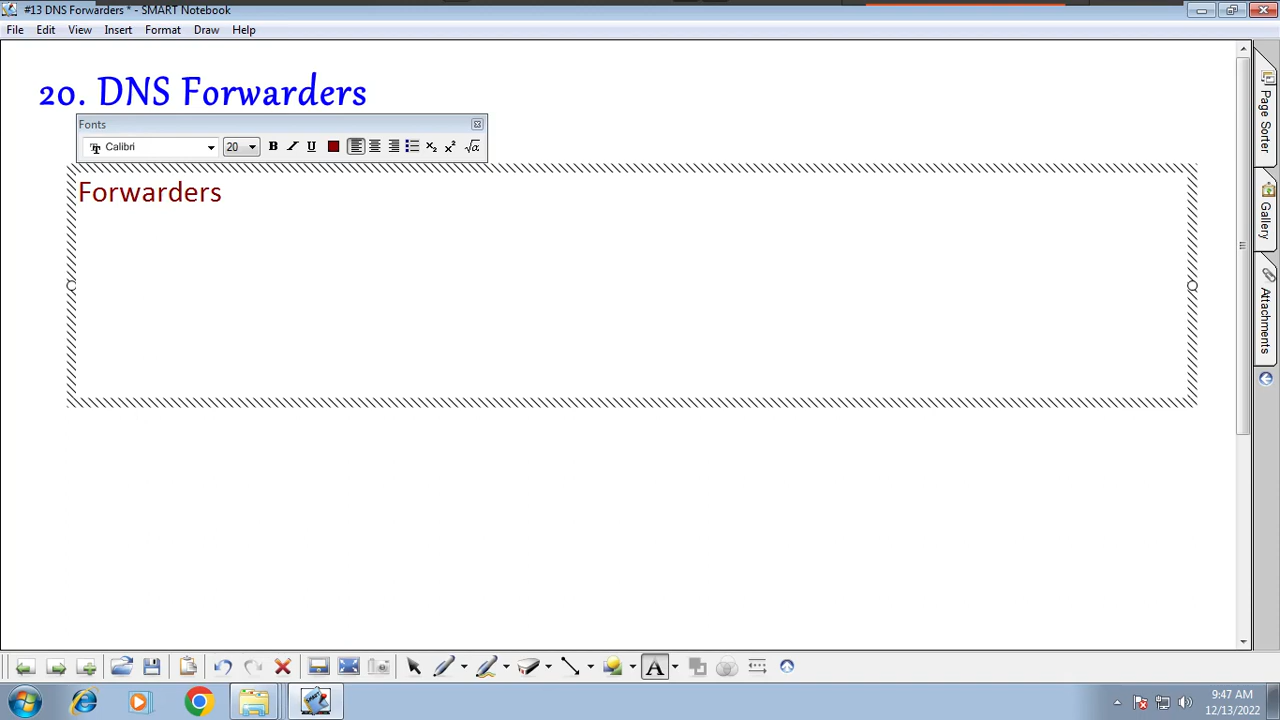 #13 DNS Forwarders * - SMART Notebook
File Edit View Insert Format Draw Help
20. DNS Forwarders
Fonts
Calibri 20 B I U
Forwarders
Page Sorter
Gallery
Attachments
A
9:47 AM
12/13/2022